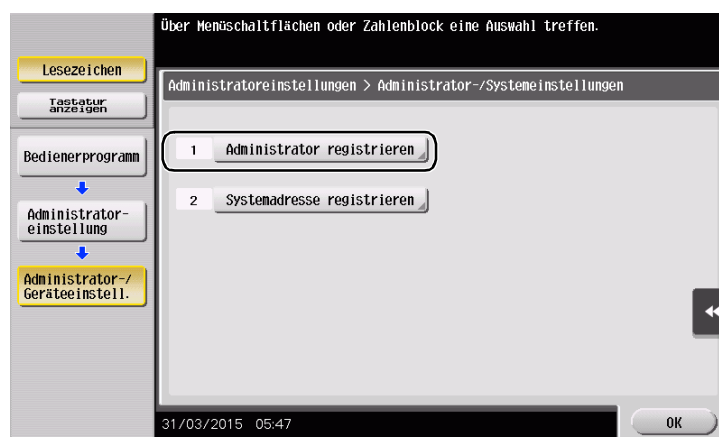 Über Menüschaltflächen oder Zahlenblock eine Auswahl treffen.
Lesezeichen
Tastatur
anzeigen
Bedienerprogramm
Administrator-
einstellung
Administrator-/
Geräteeinstell.
Administratoreinstellungen > Administrator-/Systemeinstellungen
1 Administrator registrieren
2 Systemadresse registrieren
31/03/2015 05:47
OK